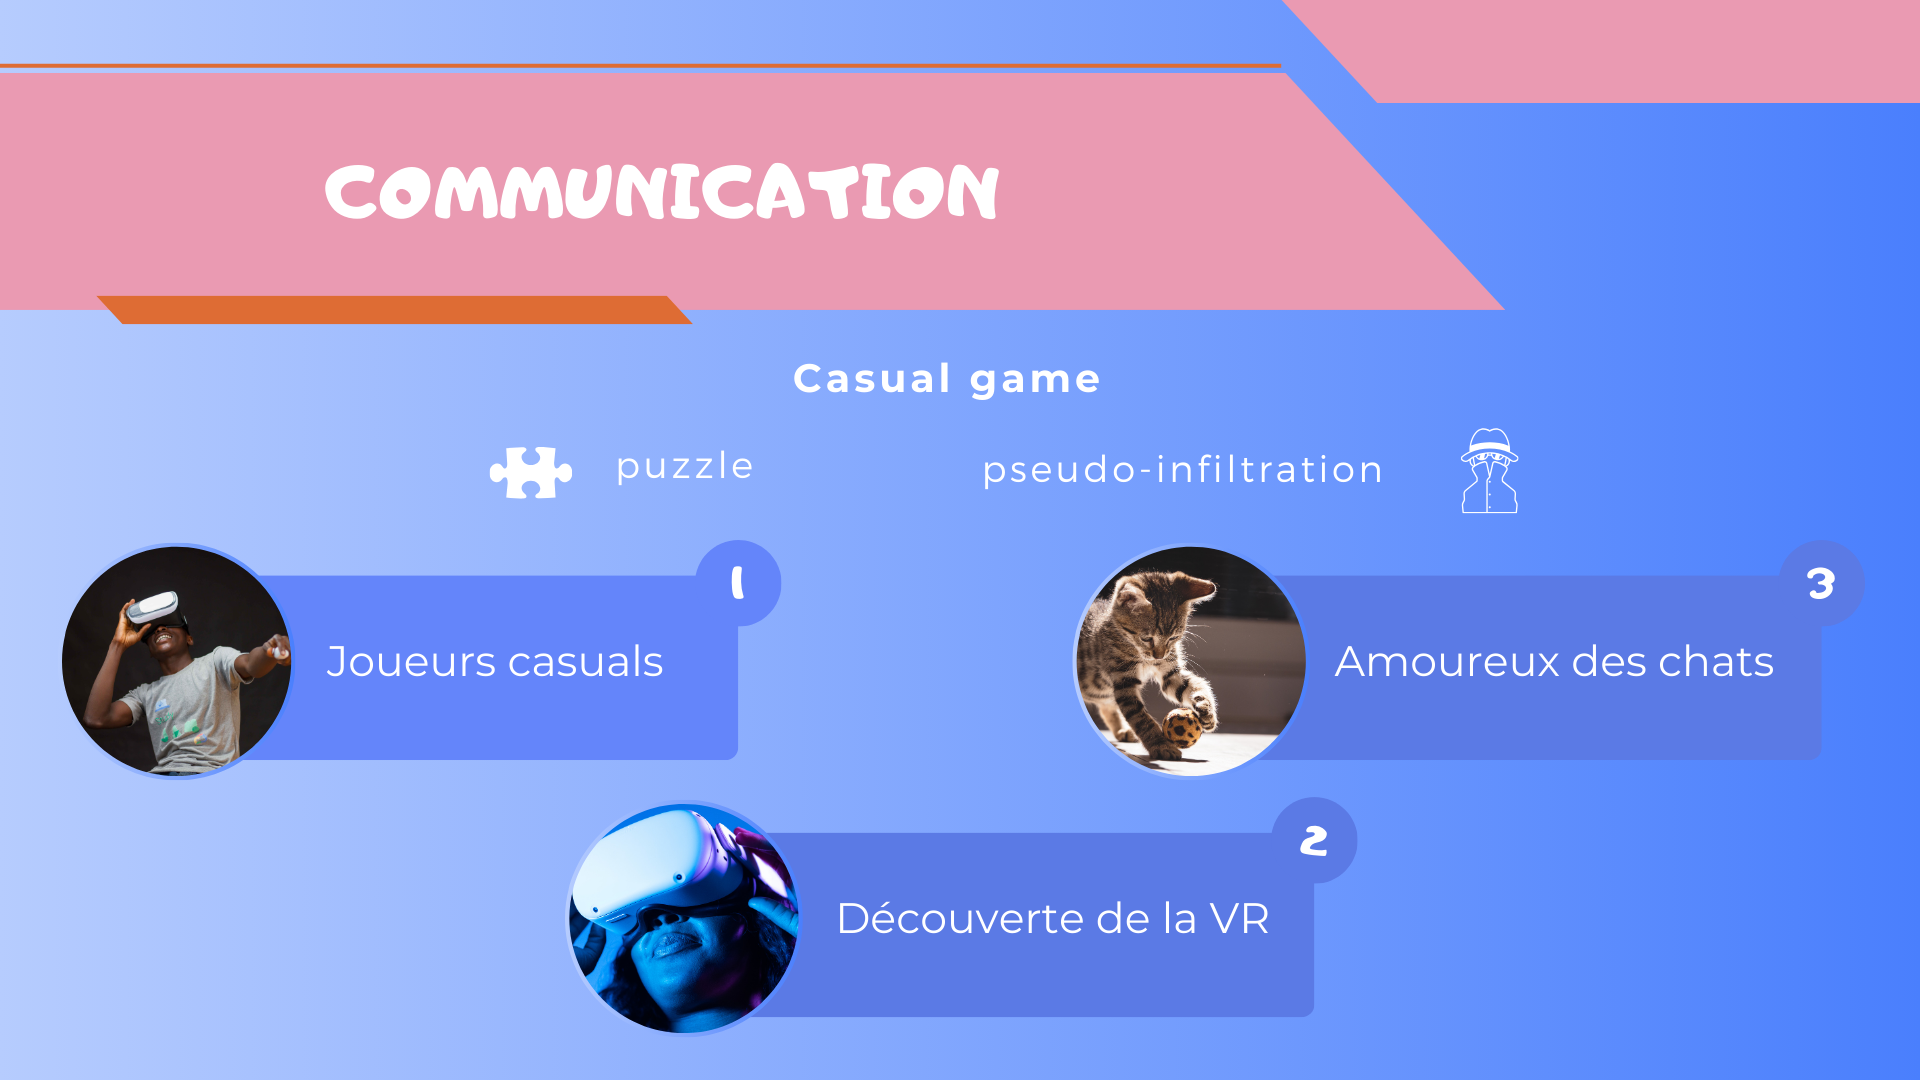 COMMUNICATION
Casual game
puzzle
pseudo-infiltration
1
Joueurs casuals
3
Amoureux des chats
2
Découverte de la VR